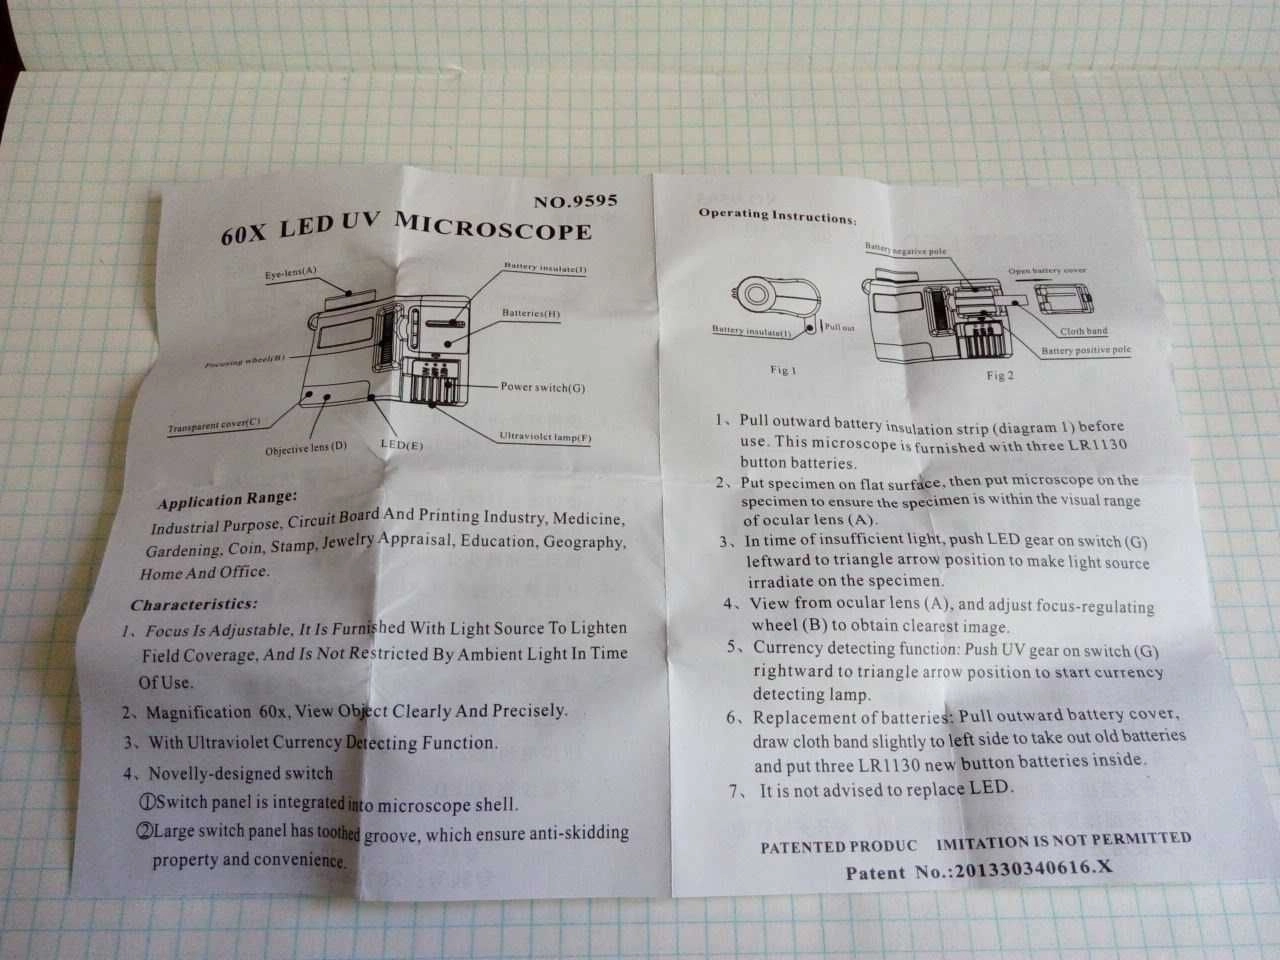 NO.9595
60X LED UV MICROSCOPE
Eye-lens(A)
Battery insulate(I)
Batteries(H)
Focusing wheel(B)
Power switch(G)
Transparent cover(C)
Objective lens (D)
LED(E)
Ultraviolet lamp(F)
Application Range:
Industrial Purpose, Circuit Board And Printing Industry, Medicine,
Gardening, Coin, Stamp, Jewelry Appraisal, Education, Geography,
Home And Office.
Characteristics:
1、Focus Is Adjustable, It Is Furnished With Light Source To Lighten
Field Coverage, And Is Not Restricted By Ambient Light In Time
Of Use.
2、Magnification 60x, View Object Clearly And Precisely.
3、With Ultraviolet Currency Detecting Function.
4、Novelly-designed switch
①Switch panel is integrated into microscope shell.
②Large switch panel has toothed groove, which ensure anti-skidding
property and convenience.
Operating Instructions:
Battery negative pole
Open battery cover
Battery insulate(I)
Pull out
Cloth band
Battery positive pole
Fig 1
Fig 2
1、Pull outward battery insulation strip (diagram 1) before
use. This microscope is furnished with three LR1130
button batteries.
2、Put specimen on flat surface, then put microscope on the
specimen to ensure the specimen is within the visual range
of ocular lens (A).
3、In time of insufficient light, push LED gear on switch (G)
leftward to triangle arrow position to make light source
irradiate on the specimen.
4、View from ocular lens (A), and adjust focus-regulating
wheel (B) to obtain clearest image.
5、Currency detecting function: Push UV gear on switch (G)
rightward to triangle arrow position to start currency
detecting lamp.
6、Replacement of batteries: Pull outward battery cover,
draw cloth band slightly to left side to take out old batteries
and put three LR1130 new button batteries inside.
7、It is not advised to replace LED.
PATENTED PRODUC IMITATION IS NOT PERMITTED
Patent No.:201330340616.X